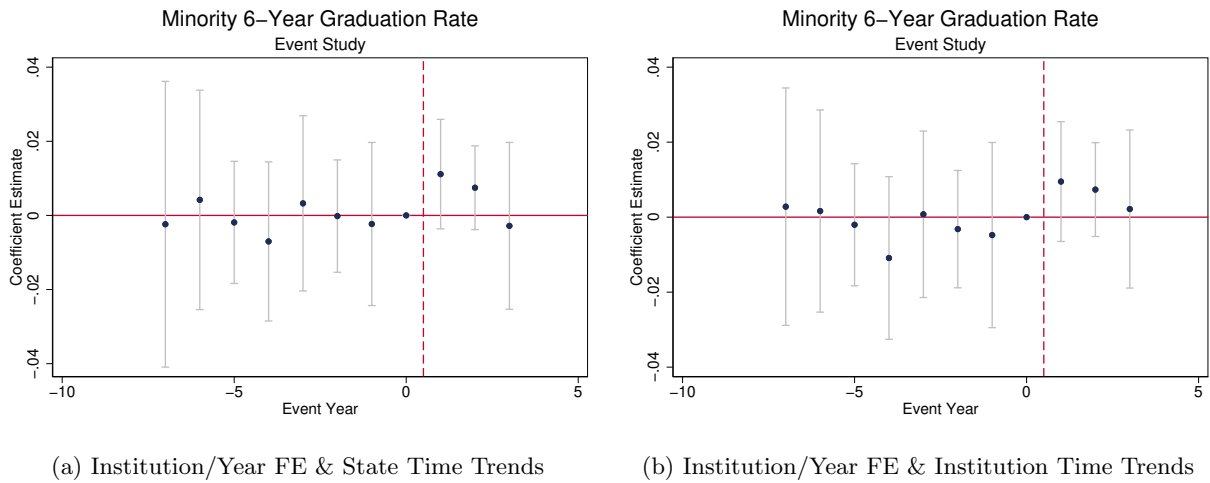 Minority 6−Year Graduation Rate
Event Study
Coefficient Estimate
.04
.02
0
−.02
−.04
−10
−5
0
5
Event Year
(a) Institution/Year FE & State Time Trends
Minority 6−Year Graduation Rate
Event Study
Coefficient Estimate
.04
.02
0
−.02
−.04
−10
−5
0
5
Event Year
(b) Institution/Year FE & Institution Time Trends